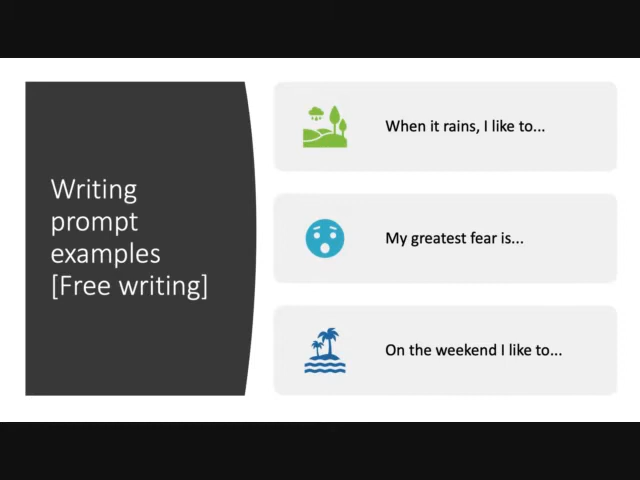 Writing
prompt
examples
[Free writing]
When it rains, I like to...
My greatest fear is...
On the weekend I like to...